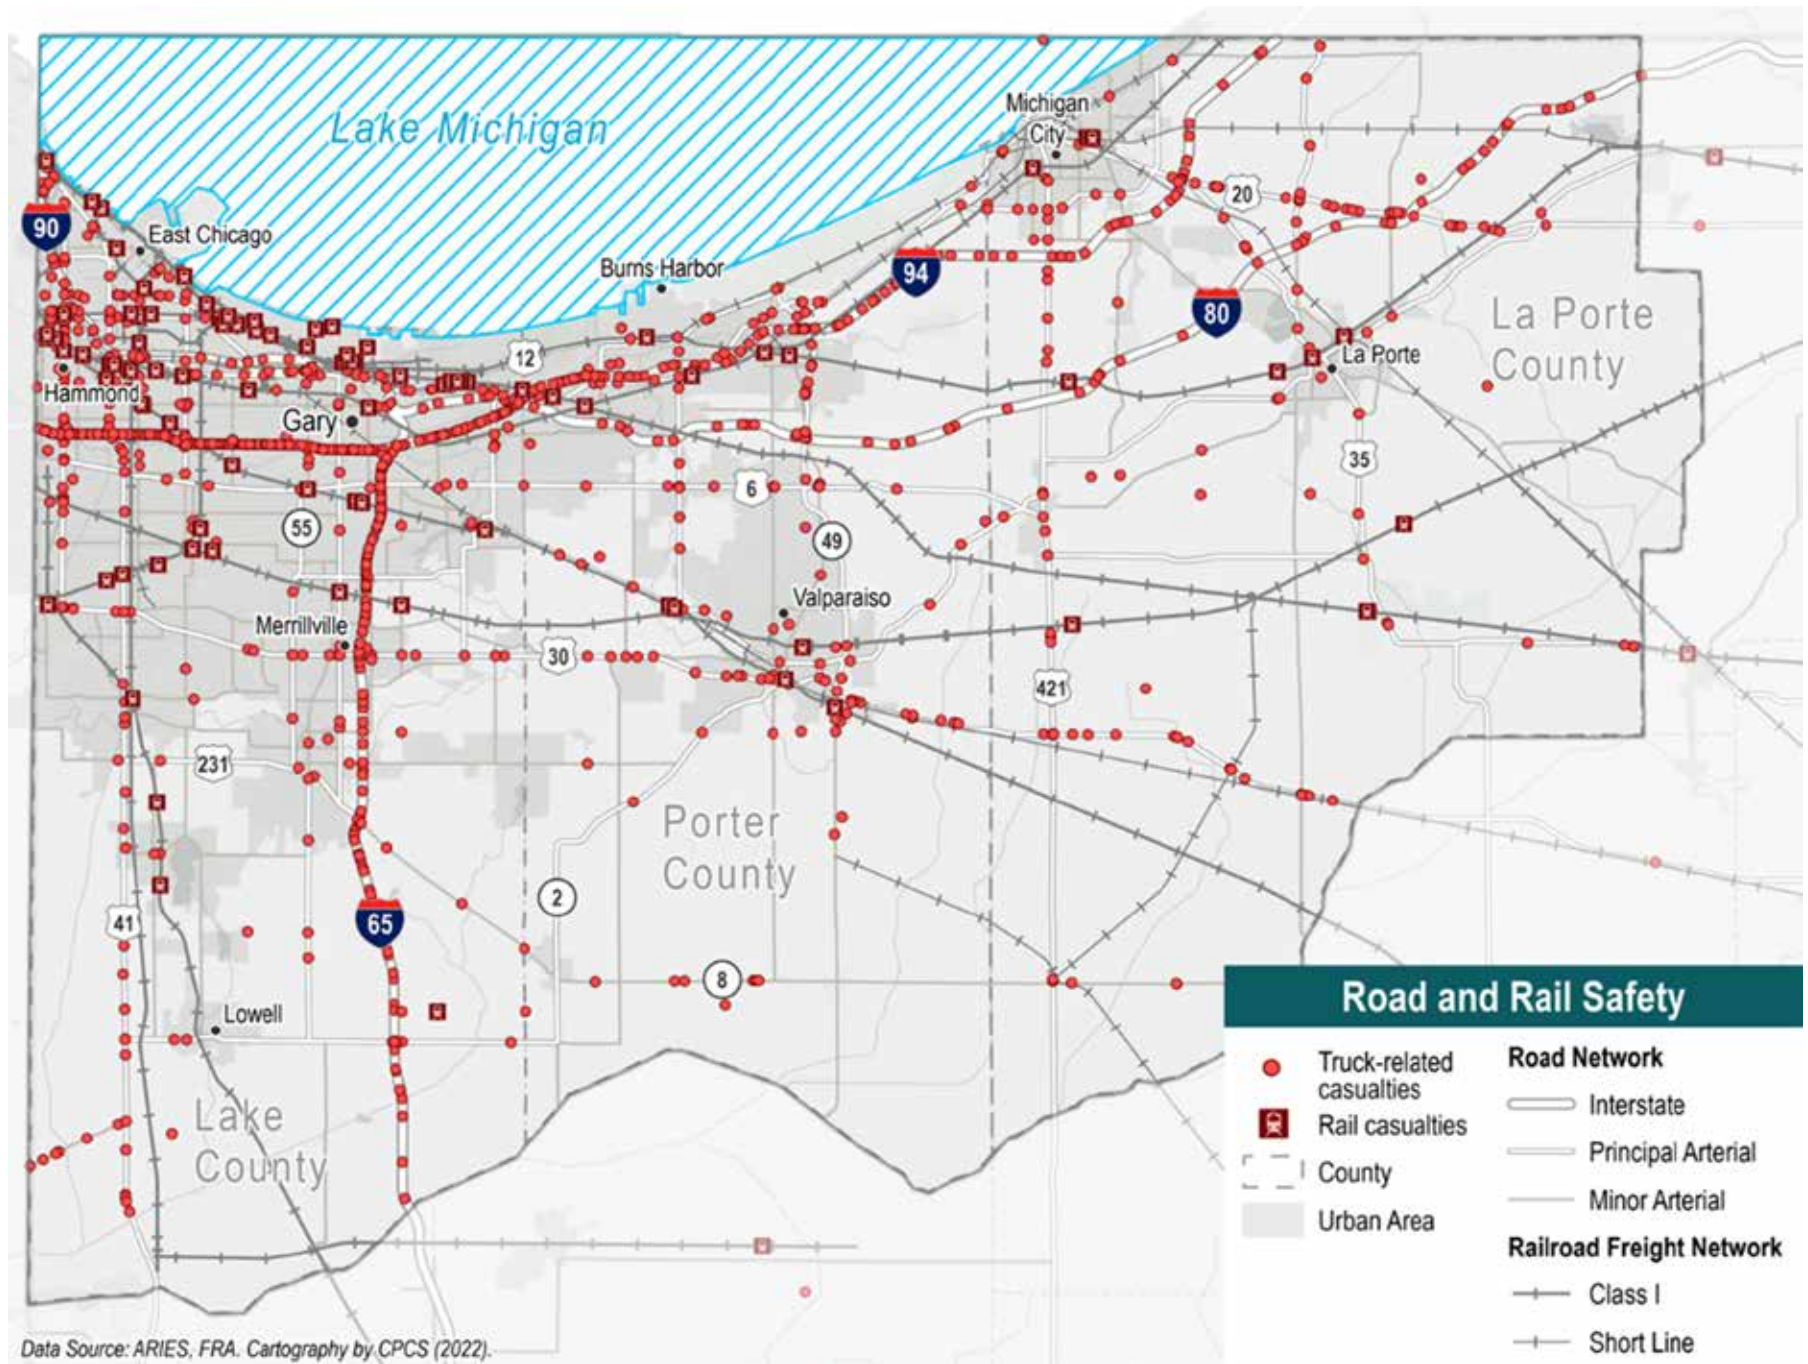 Lake Michigan
Michigan
City
90
East Chicago
20
Burns Harbor
94
80
La Porte
County
12
La Porte
Hammond
Gary
35
6
55
49
Valparaiso
Merrillville
30
421
231
Porter
County
2
65
41
8
Lowell
Lake
County
Road and Rail Safety
Truck-related
casualties
Rail casualties
County
Urban Area
Road Network
Interstate
Principal Arterial
Minor Arterial
Railroad Freight Network
Class I
Short Line
Data Source: ARIES, FRA. Cartography by CPCS (2022).